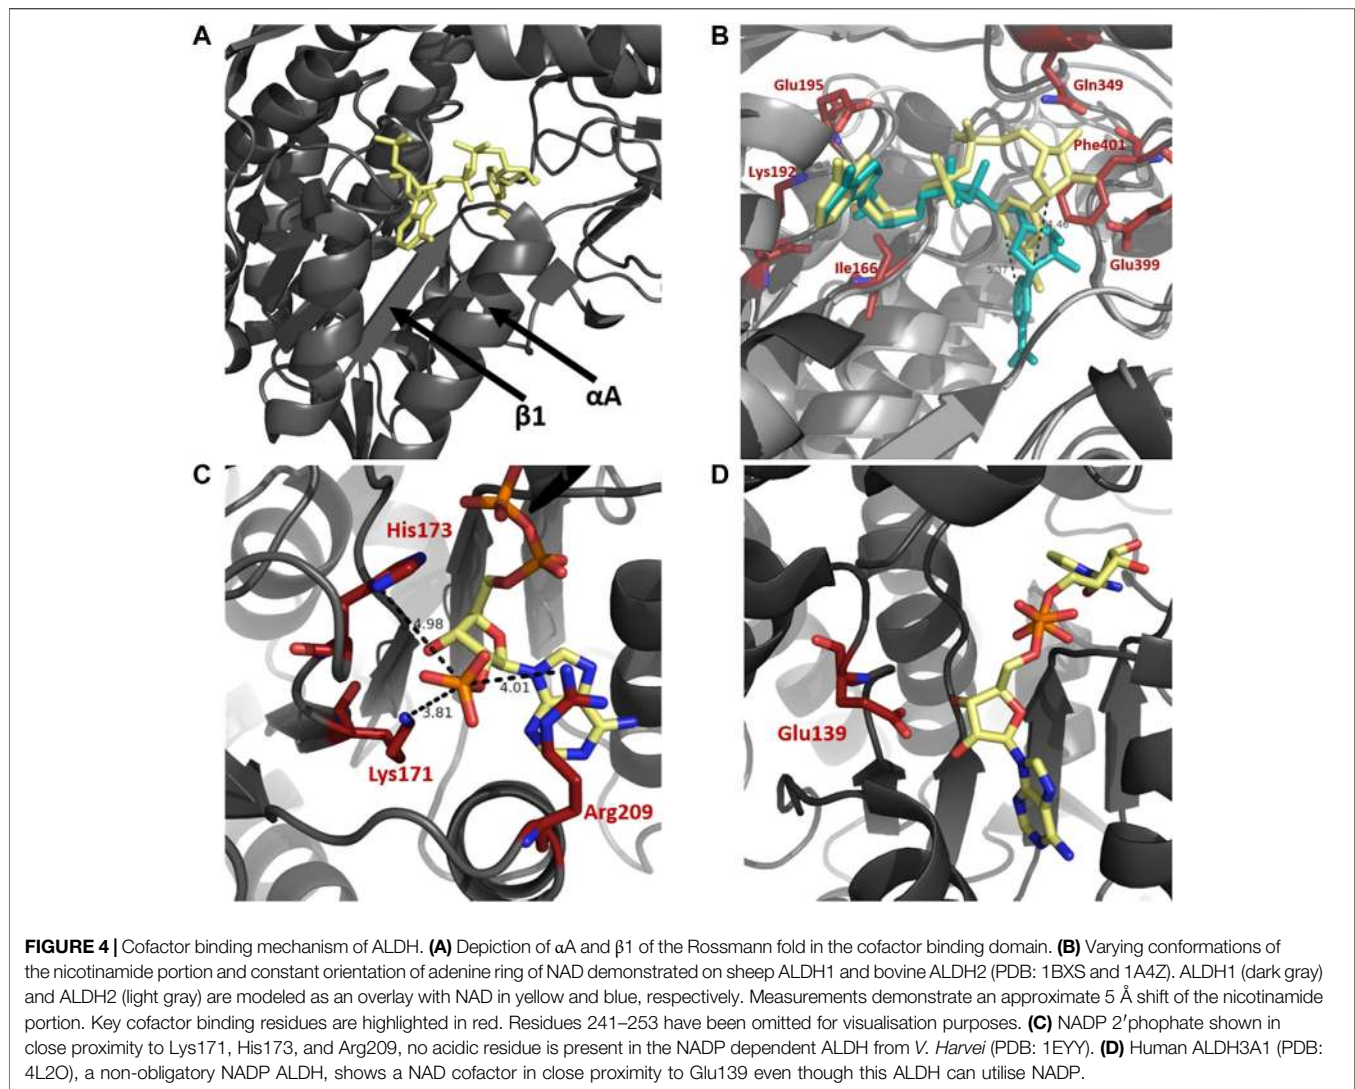 A
β1
αA
B
Glu195
Gln349
Lys192
Phe401
4.46
Ile166
5.37
Glu399
C
His173
4.98
4.01
3.81
Lys171
Arg209
D
Glu139
FIGURE 4 | Cofactor binding mechanism of ALDH. (A) Depiction of αA and β1 of the Rossmann fold in the cofactor binding domain. (B) Varying conformations of
the nicotinamide portion and constant orientation of adenine ring of NAD demonstrated on sheep ALDH1 and bovine ALDH2 (PDB: 1BXS and 1A4Z). ALDH1 (dark gray)
and ALDH2 (light gray) are modeled as an overlay with NAD in yellow and blue, respectively. Measurements demonstrate an approximate 5 Å shift of the nicotinamide
portion. Key cofactor binding residues are highlighted in red. Residues 241–253 have been omitted for visualisation purposes. (C) NADP 2′phophate shown in
close proximity to Lys171, His173, and Arg209, no acidic residue is present in the NADP dependent ALDH from V. Harvei (PDB: 1EYY). (D) Human ALDH3A1 (PDB:
4L2O), a non-obligatory NADP ALDH, shows a NAD cofactor in close proximity to Glu139 even though this ALDH can utilise NADP.